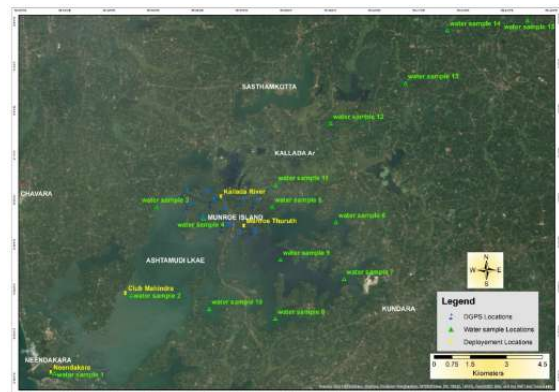 water sample 14
water sample 15
water sample 13
SASTHAMKOTTA
water sample 12
KALLADA Ar
water sample 11
CHAVARA
Kallada River
water sample 3
water sample 5
MUNROE ISLAND
water sample 6
water sample 4
Munroe Thuruth
ASHTAMUDI LKAE
water sample 9
water sample 7
Club Mahindra
water sample 2
water sample 10
water sample 8
KUNDARA
N
W E
S
Legend
DGPS Locations
Water sample Locations
Deployement Locations
0 0.75 1.5 3 4.5
Kilometers
NEENDAKARA
Neendakara
water sample 1